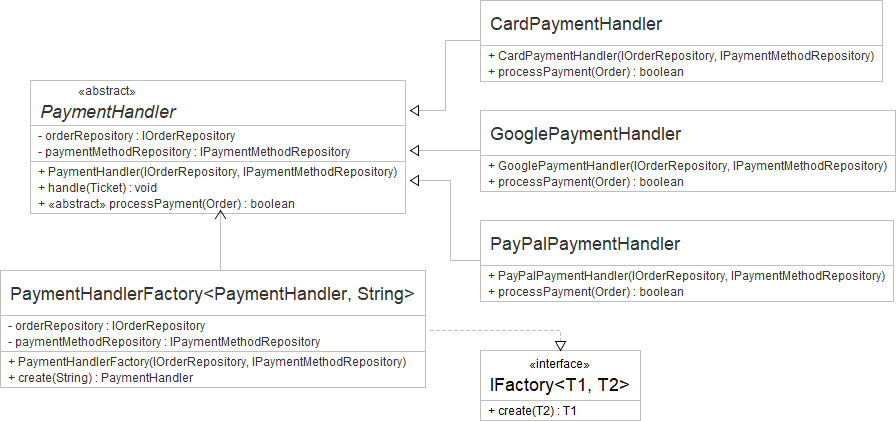 CardPaymentHandler
+ CardPaymentHandler(IOrderRepository, IPaymentMethodRepository)
+ processPayment(Order) : boolean
«abstract»
PaymentHandler
- orderRepository : IOrderRepository
- paymentMethodRepository : IPaymentMethodRepository
+ PaymentHandler(IOrderRepository, IPaymentMethodRepository)
+ handle(Ticket) : void
+ «abstract» processPayment(Order) : boolean
GooglePaymentHandler
+ GooglePaymentHandler(IOrderRepository, IPaymentMethodRepository)
+ processPayment(Order) : boolean
PayPalPaymentHandler
+ PayPalPaymentHandler(IOrderRepository, IPaymentMethodRepository)
+ processPayment(Order) : boolean
PaymentHandlerFactory<PaymentHandler, String>
- orderRepository : IOrderRepository
- paymentMethodRepository : IPaymentMethodRepository
+ PaymentHandlerFactory(IOrderRepository, IPaymentMethodRepository)
+ create(String) : PaymentHandler
«interface»
IFactory<T1, T2>
+ create(T2) : T1